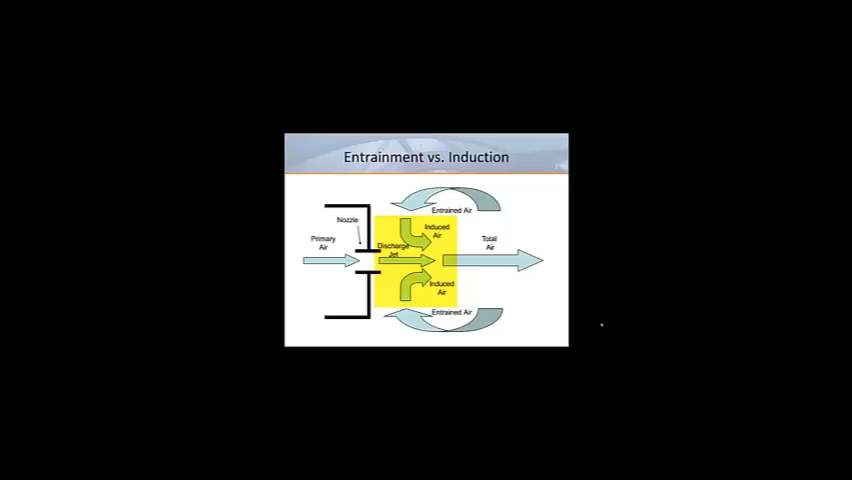 Entrainment vs. Induction
Entrained Air
Nozzle
Induced
Air
Primary
Air
Discharge
Jet
Total
Air
Induced
Air
Entrained Air